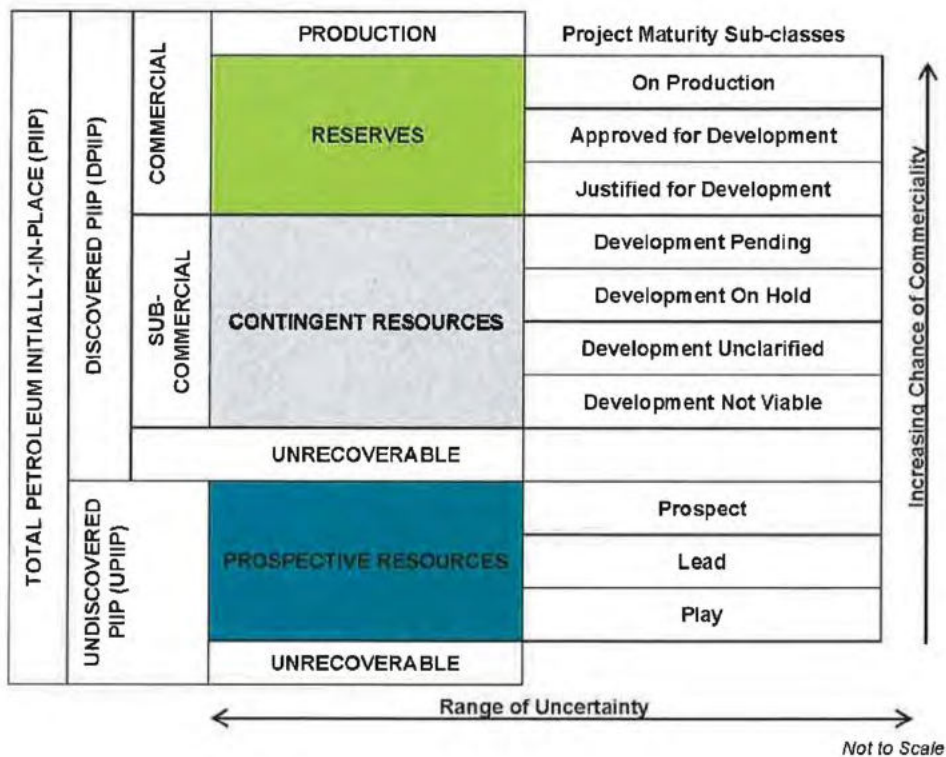 TOTAL PETROLEUM INITIALLY-IN-PLACE (PIIP)
DISCOVERED PIIP (DPIIP)
UNDISCOVERED
PIIP (UPIIP)
COMMERCIAL
SUB-
COMMERCIAL
PRODUCTION
RESERVES
CONTINGENT RESOURCES
UNRECOVERABLE
PROSPECTIVE RESOURCES
UNRECOVERABLE
Project Maturity Sub-classes
On Production
Approved for Development
Justified for Development
Development Pending
Development On Hold
Development Unclarified
Development Not Viable
Prospect
Lead
Play
Increasing Chance of Commerciality
Range of Uncertainty
Not to Scale